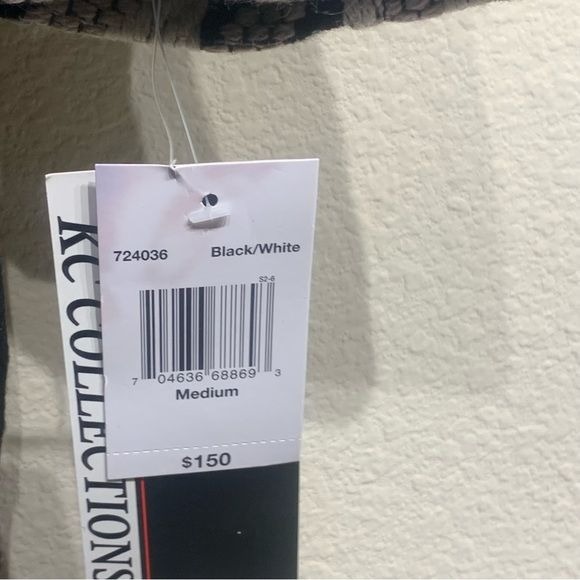 724036 Black/White
S2-6
7 04636 68869 3
Medium
$150
KC COLLECTIONS